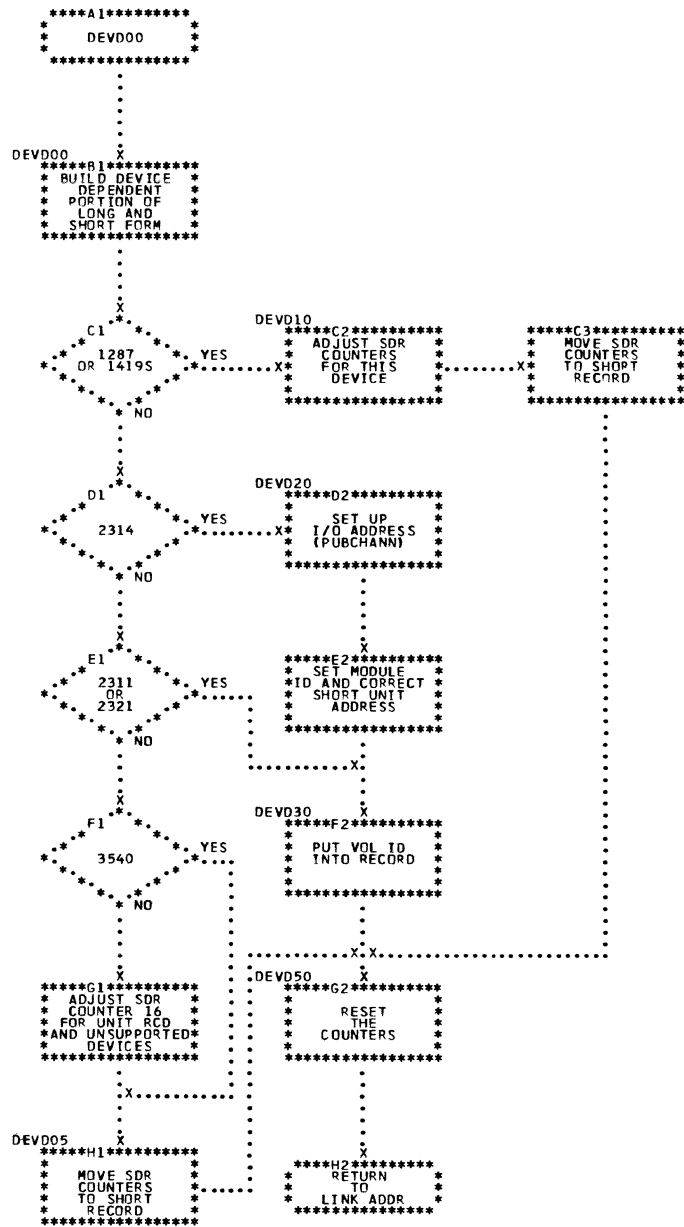 A1
DEVD00
DEVD00
B1
BUILD DEVICE
DEPENDENT
PORTION OF
LONG AND
SHORT FORM
C1
1287
OR 1419S
YES
NO
DEVD10
C2
ADJUST SDR
COUNTERS
FOR THIS
DEVICE
C3
MOVE SDR
COUNTERS
TO SHORT
RECORD
D1
2314
YES
NO
DEVD20
D2
SET UP
I/O ADDRESS
(PUBCHANN)
E1
2311
OR
2321
YES
NO
E2
SET MODULE
ID AND CORRECT
SHORT UNIT
ADDRESS
F1
3540
YES
NO
DEVD30
F2
PUT VOL ID
INTO RECORD
G1
ADJUST SDR
COUNTER 16
FOR UNIT RCD
AND UNSUPPORTED
DEVICES
DEVD50
G2
RESET
THE
COUNTERS
DEVD05
H1
MOVE SDR
COUNTERS
TO SHORT
RECORD
H2
RETURN
TO
LINK ADDR